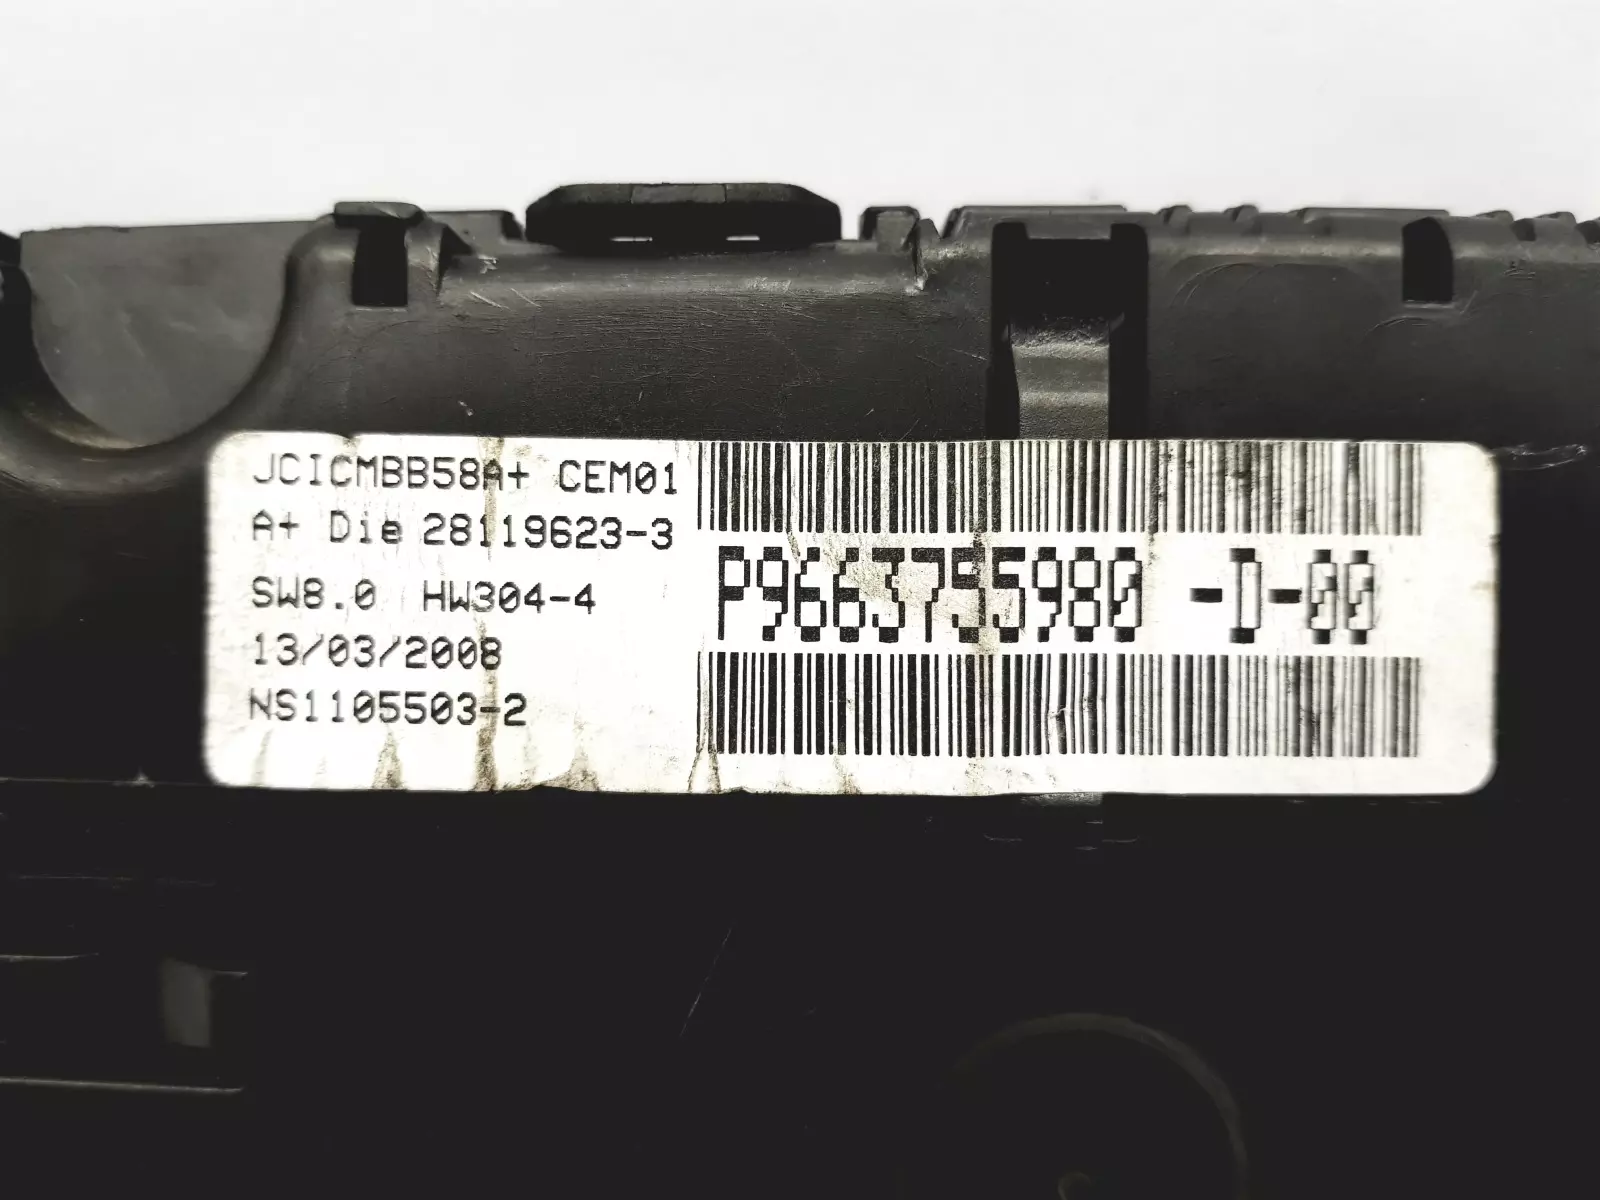 JCICMBB58A+ CEM01
A+ Die 28119623-3
SW8.0 HW304-4
13/03/2008
NS1105503-2
P9663755980 -D-00